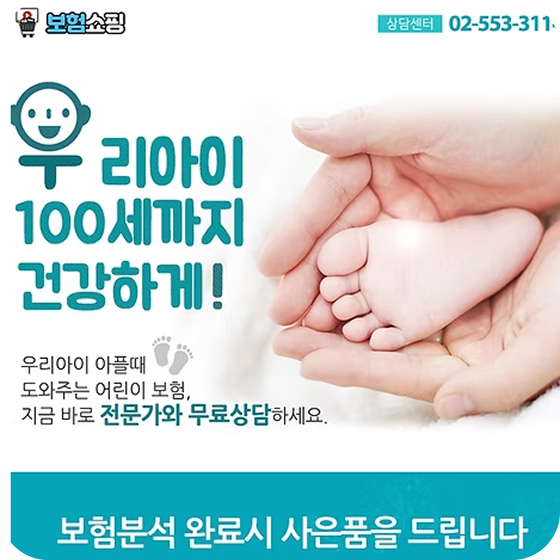 보험쇼핑
상담센터 02-553-311
우리아이
100세까지
건강하게!
우리아이 아플때
도와주는 어린이 보험,
지금 바로 전문가와 무료상담하세요.
보험분석 완료시 사은품을 드립니다